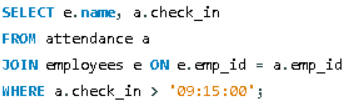 SELECT e.name, a.check_in
FROM attendance a
JOIN employees e ON e.emp_id = a.emp_id
WHERE a.check_in > '09:15:00';